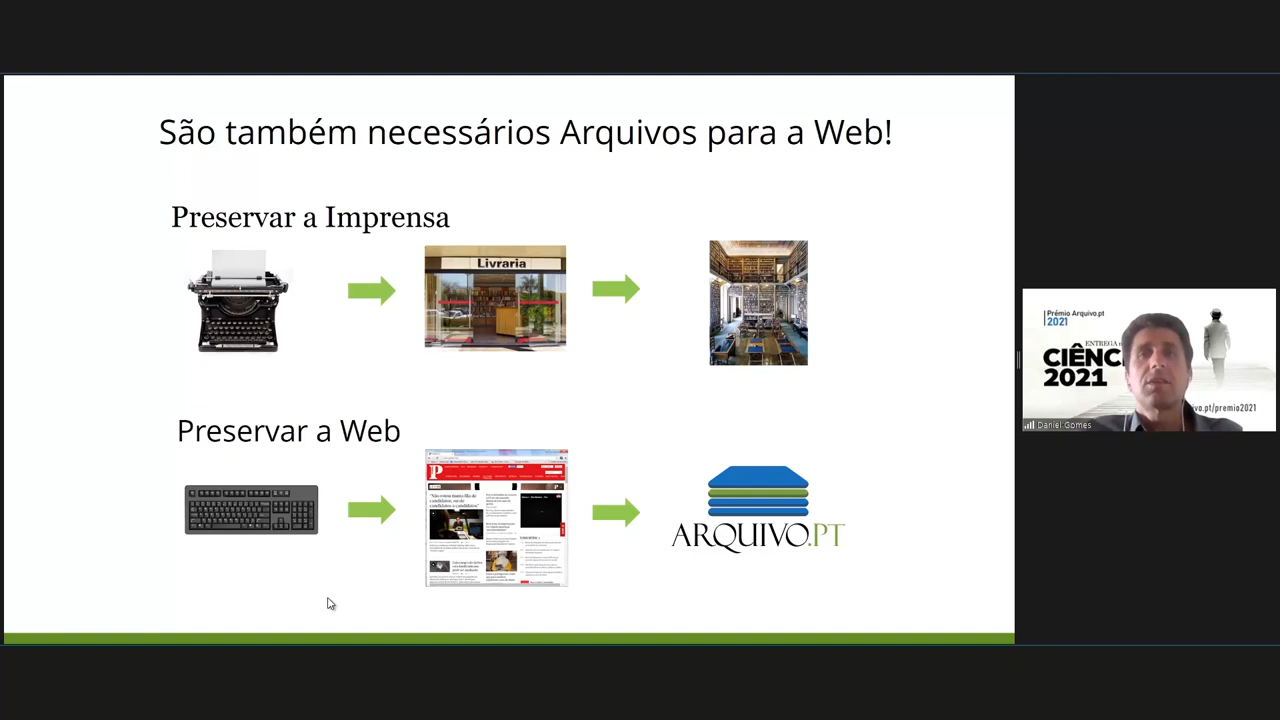 São também necessários Arquivos para a Web!
Preservar a Imprensa
Livraria
Preservar a Web
P
ARQUIVO.PT
Prémio Arquivo.pt
2021
ENTREGA
CIÊNC
2021
.pt/premio2021
Daniel Gomes